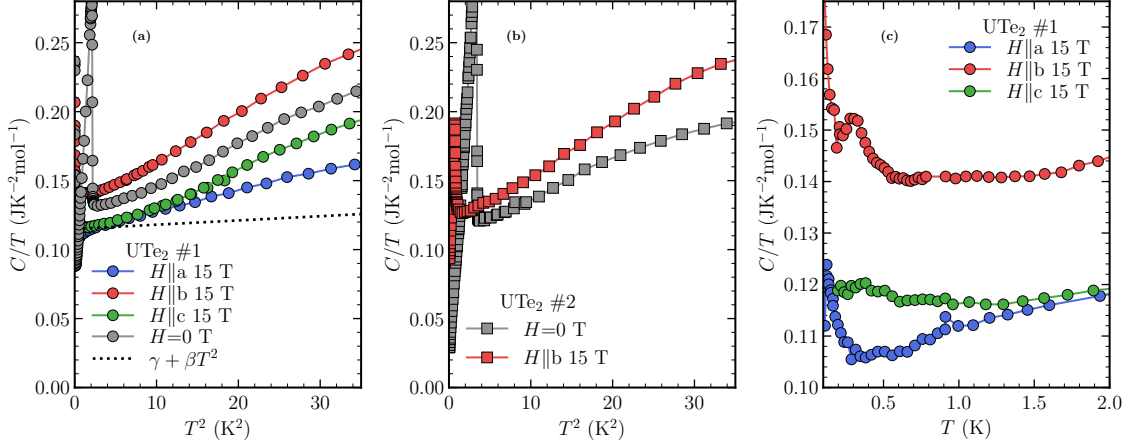 (a)
0.25
0.20
0.15
0.10
0.05
0.00
C/T (JK⁻²mol⁻¹)
UTe₂ #1
H∥a 15 T
H∥b 15 T
H∥c 15 T
H=0 T
γ + βT²
0 10 20 30
T² (K²)
(b)
0.25
0.20
0.15
0.10
0.05
0.00
C/T (JK⁻²mol⁻¹)
UTe₂ #2
H=0 T
H∥b 15 T
0 10 20 30
T² (K²)
(c)
UTe₂ #1
H∥a 15 T
H∥b 15 T
H∥c 15 T
0.17
0.16
0.15
0.14
0.13
0.12
0.11
0.10
C/T (JK⁻²mol⁻¹)
0.5 1.0 1.5 2.0
T (K)